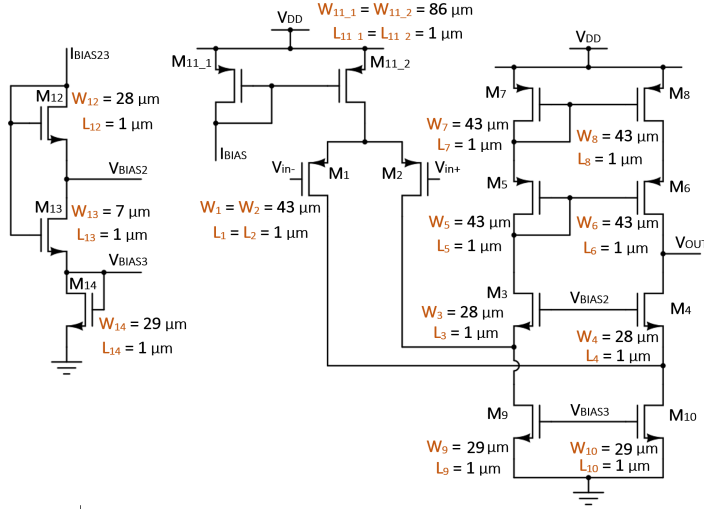 W11_1 = W11_2 = 86 µm
L11_1 = L11_2 = 1 µm
VDD
VDD
IBIAS23
M11_1
M11_2
M12
W12 = 28 µm
L12 = 1 µm
M7
M8
W7 = 43 µm
L7 = 1 µm
W8 = 43 µm
L8 = 1 µm
IBIAS
Vin-
M1
M2
Vin+
VBIAS2
M5
M6
M13
W13 = 7 µm
L13 = 1 µm
W1 = W2 = 43 µm
L1 = L2 = 1 µm
W5 = 43 µm
L5 = 1 µm
W6 = 43 µm
L6 = 1 µm
VOUT
VBIAS3
M14
M3
VBIAS2
M4
W14 = 29 µm
L14 = 1 µm
W3 = 28 µm
L3 = 1 µm
W4 = 28 µm
L4 = 1 µm
M9
VBIAS3
M10
W9 = 29 µm
L9 = 1 µm
W10 = 29 µm
L10 = 1 µm